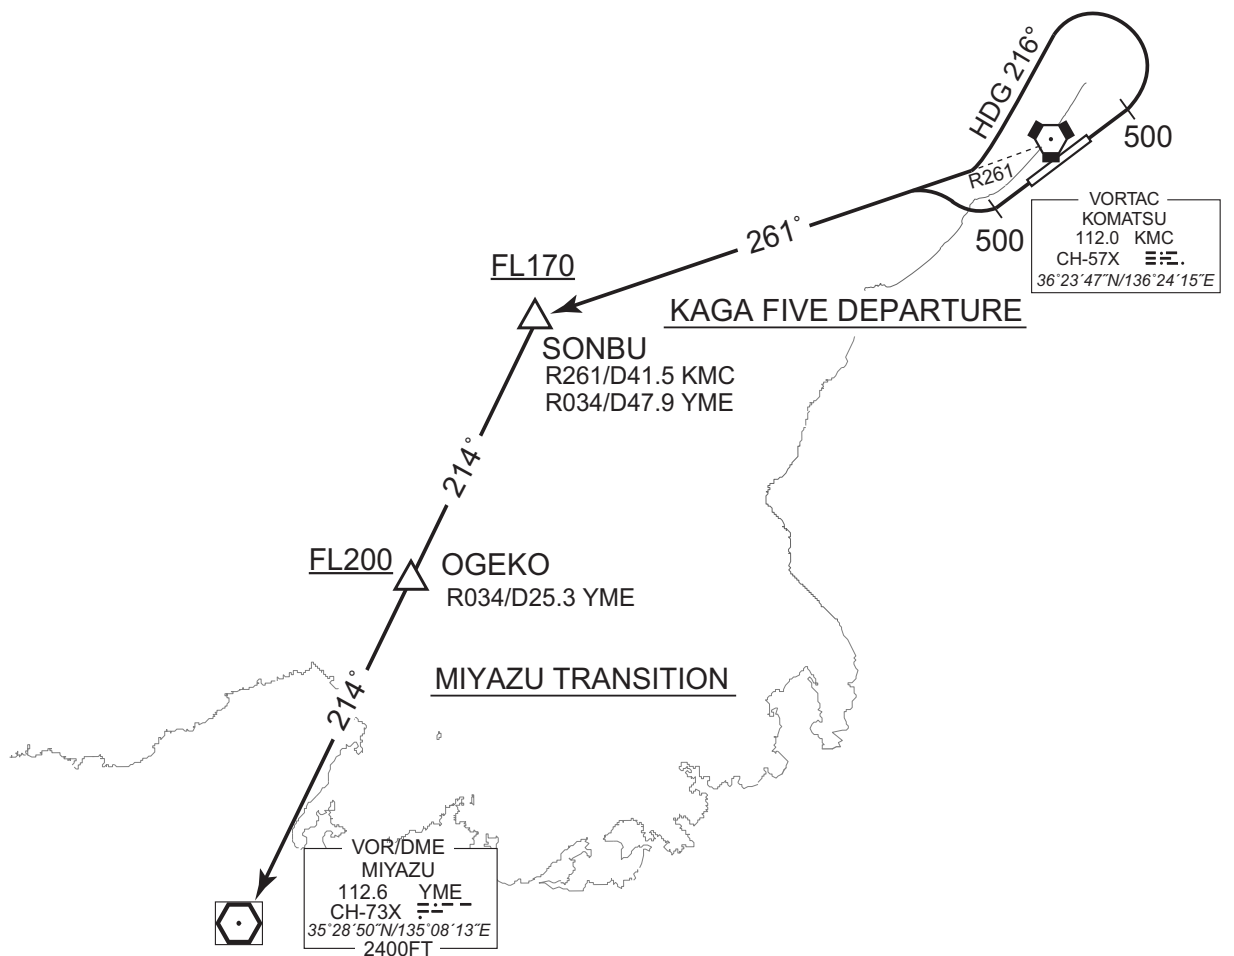 HDG 216°
500
R261
500
VORTAC
KOMATSU
112.0 KMC
CH-57X
36°23´47˝N/136°24´15˝E
261°
FL170
KAGA FIVE DEPARTURE
SONBU
R261/D41.5 KMC
R034/D47.9 YME
214°
FL200
OGEKO
R034/D25.3 YME
MIYAZU TRANSITION
214°
VOR/DME
MIYAZU
112.6 YME
CH-73X
35°28´50˝N/135°08´13˝E
2400FT